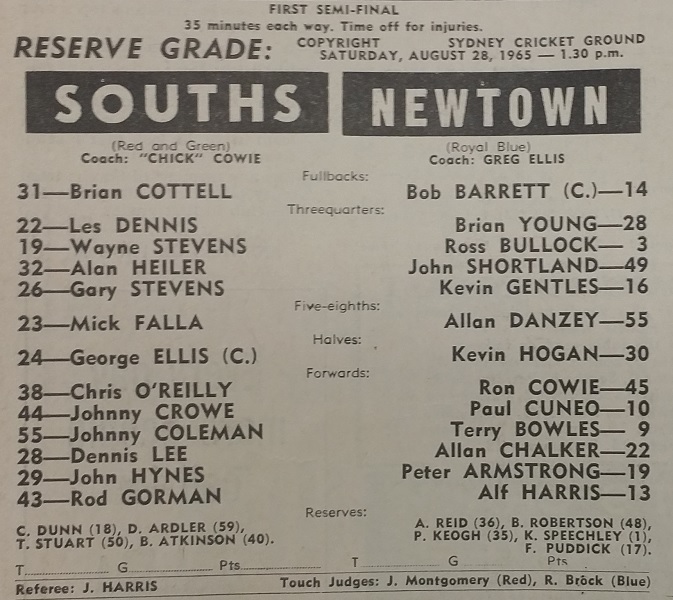 FIRST SEMI-FINAL
35 minutes each way. Time off for injuries.
RESERVE GRADE: COPYRIGHT SYDNEY CRICKET GROUND
SATURDAY, AUGUST 28, 1965 — 1.30 p.m.
SOUTHS NEWTOWN
(Red and Green) (Royal Blue)
Coach: "CHICK" COWIE Coach: GREG ELLIS
Fullbacks:
31—Brian COTTELL Bob BARRETT (C.)—14
Threequarters:
22—Les DENNIS Brian YOUNG—28
19—Wayne STEVENS Ross BULLOCK— 3
32—Alan HEILER John SHORTLAND—49
26—Gary STEVENS Kevin GENTLES—16
Five-eighths:
23—Mick FALLA Allan DANZEY—55
Halves:
24—George ELLIS (C.) Kevin HOGAN—30
Forwards:
38—Chris O'REILLY Ron COWIE—45
44—Johnny CROWE Paul CUNEO—10
55—Johnny COLEMAN Terry BOWLES— 9
28—Dennis LEE Allan CHALKER—22
29—John HYNES Peter ARMSTRONG—19
43—Rod GORMAN Alf HARRIS—13
Reserves:
C. DUNN (18), D. ARDLER (59), A. REID (36), B. ROBERTSON (48),
T. STUART (50), B. ATKINSON (40). P. KEOGH (35), K. SPEECHLEY (1),
F. PUDDICK (17).
T. G Pts. T G Pts
Referee: J. HARRIS Touch Judges: J. Montgomery (Red), R. Brock (Blue)